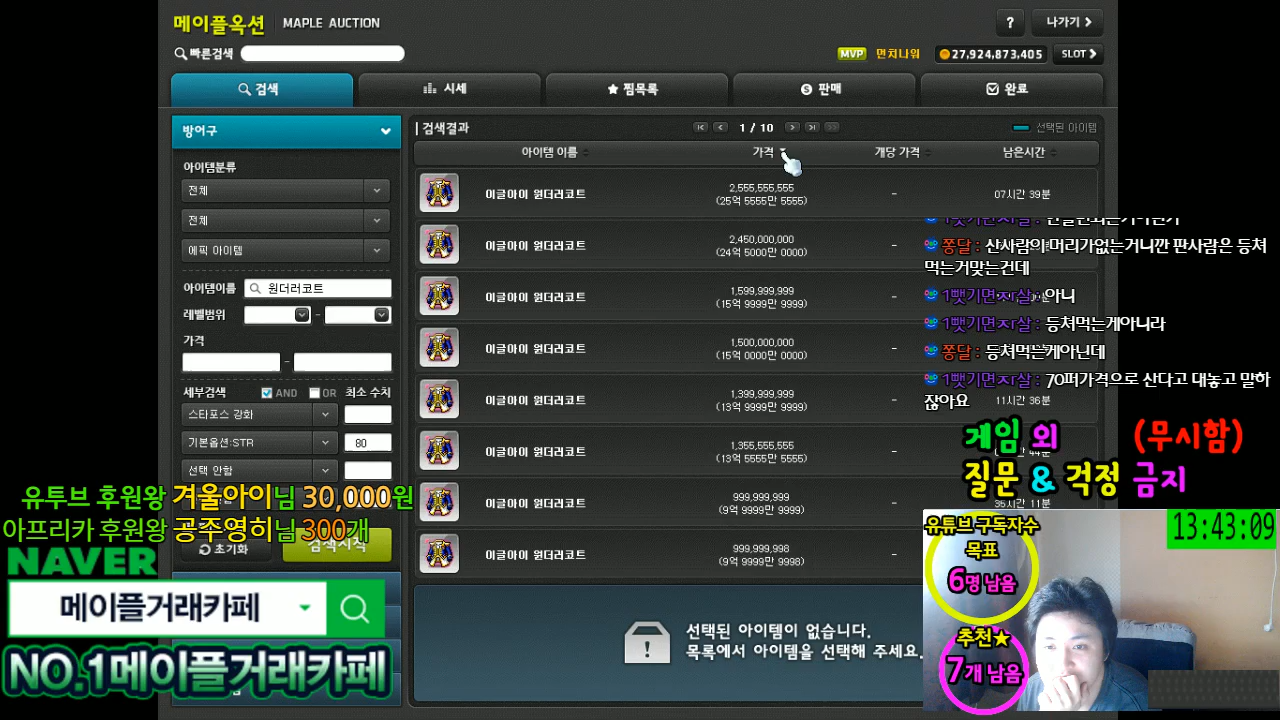 메이플옥션 MAPLE AUCTION
? 나가기
빠른검색
MVP 먼치나워 27,924,873,405 SLOT
검색 시세 찜목록 판매 완료
방어구
검색결과 1 / 10 선택된 아이템
아이템 이름 가격 개당 가격 남은시간
아이템분류
전체
전체
에픽 아이템
아이템이름 원더러코트
레벨범위 -
가격
-
세부검색 AND OR 최소 수치
스타포스 강화
기본옵션:STR 80
선택 안함
초기화 검색시작
이글아이 원더러코트 2,555,555,555 (25억 5555만 5555) - 07시간 39분
이글아이 원더러코트 2,450,000,000 (24억 5000만 0000) -
이글아이 원더러코트 1,599,999,999 (15억 9999만 9999) -
이글아이 원더러코트 1,500,000,000 (15억 0000만 0000) -
이글아이 원더러코트 1,399,999,999 (13억 9999만 9999) - 11시간 36분
이글아이 원더러코트 1,355,555,555 (13억 5555만 5555) -
이글아이 원더러코트 999,999,999 (9억 9999만 9999) - 35시간 11분
이글아이 원더러코트 999,999,998 (9억 9999만 9998) -
선택된 아이템이 없습니다.
목록에서 아이템을 선택해 주세요.
쫑달 : 산사람의 머리가없는거니깐 판사람은 등쳐
먹는거맞는건데
1뺏기면ㅈr살 : 아니
1뺏기면ㅈr살 : 등쳐먹는게아니라
쫑달 : 등쳐먹는게아닌데
1뺏기면ㅈr살 : 70퍼가격으로 산다고 대놓고 말하
잖아요
게임 외 (무시함)
질문 & 걱정 금지
유튜브 후원왕 겨울아이님 30,000원
아프리카 후원왕 공주영히님 300개
NAVER
메이플거래카페
NO.1메이플거래카페
유튜브 구독자수
목표
6명 남음
추천★
7개 남음
13:43:09